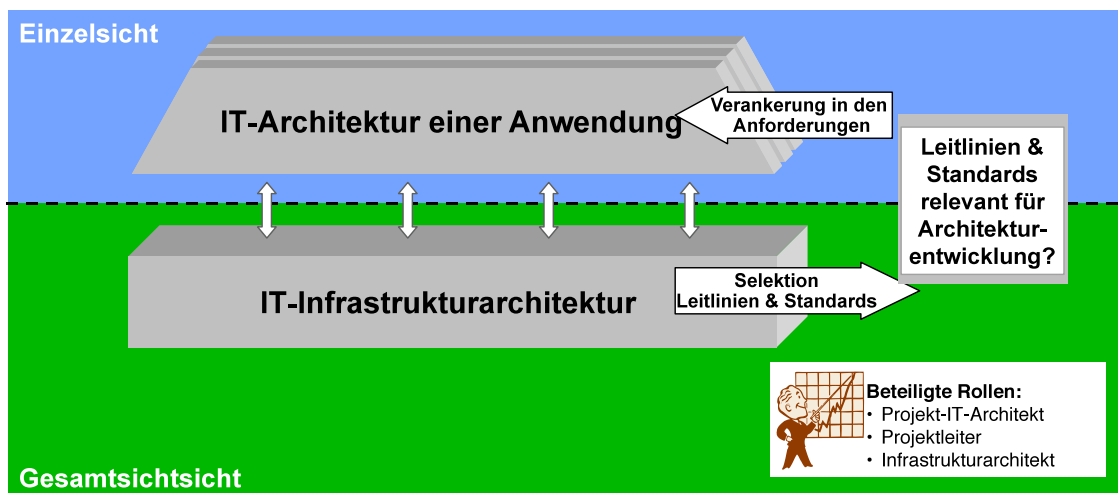 Einzelsicht
IT-Architektur einer Anwendung
Verankerung in den
Anforderungen
Leitlinien &
Standards
relevant für
Architektur-
entwicklung?
IT-Infrastrukturarchitektur
Selektion
Leitlinien & Standards
Beteiligte Rollen:
• Projekt-IT-Architekt
• Projektleiter
• Infrastrukturarchitekt
Gesamtsichtsicht